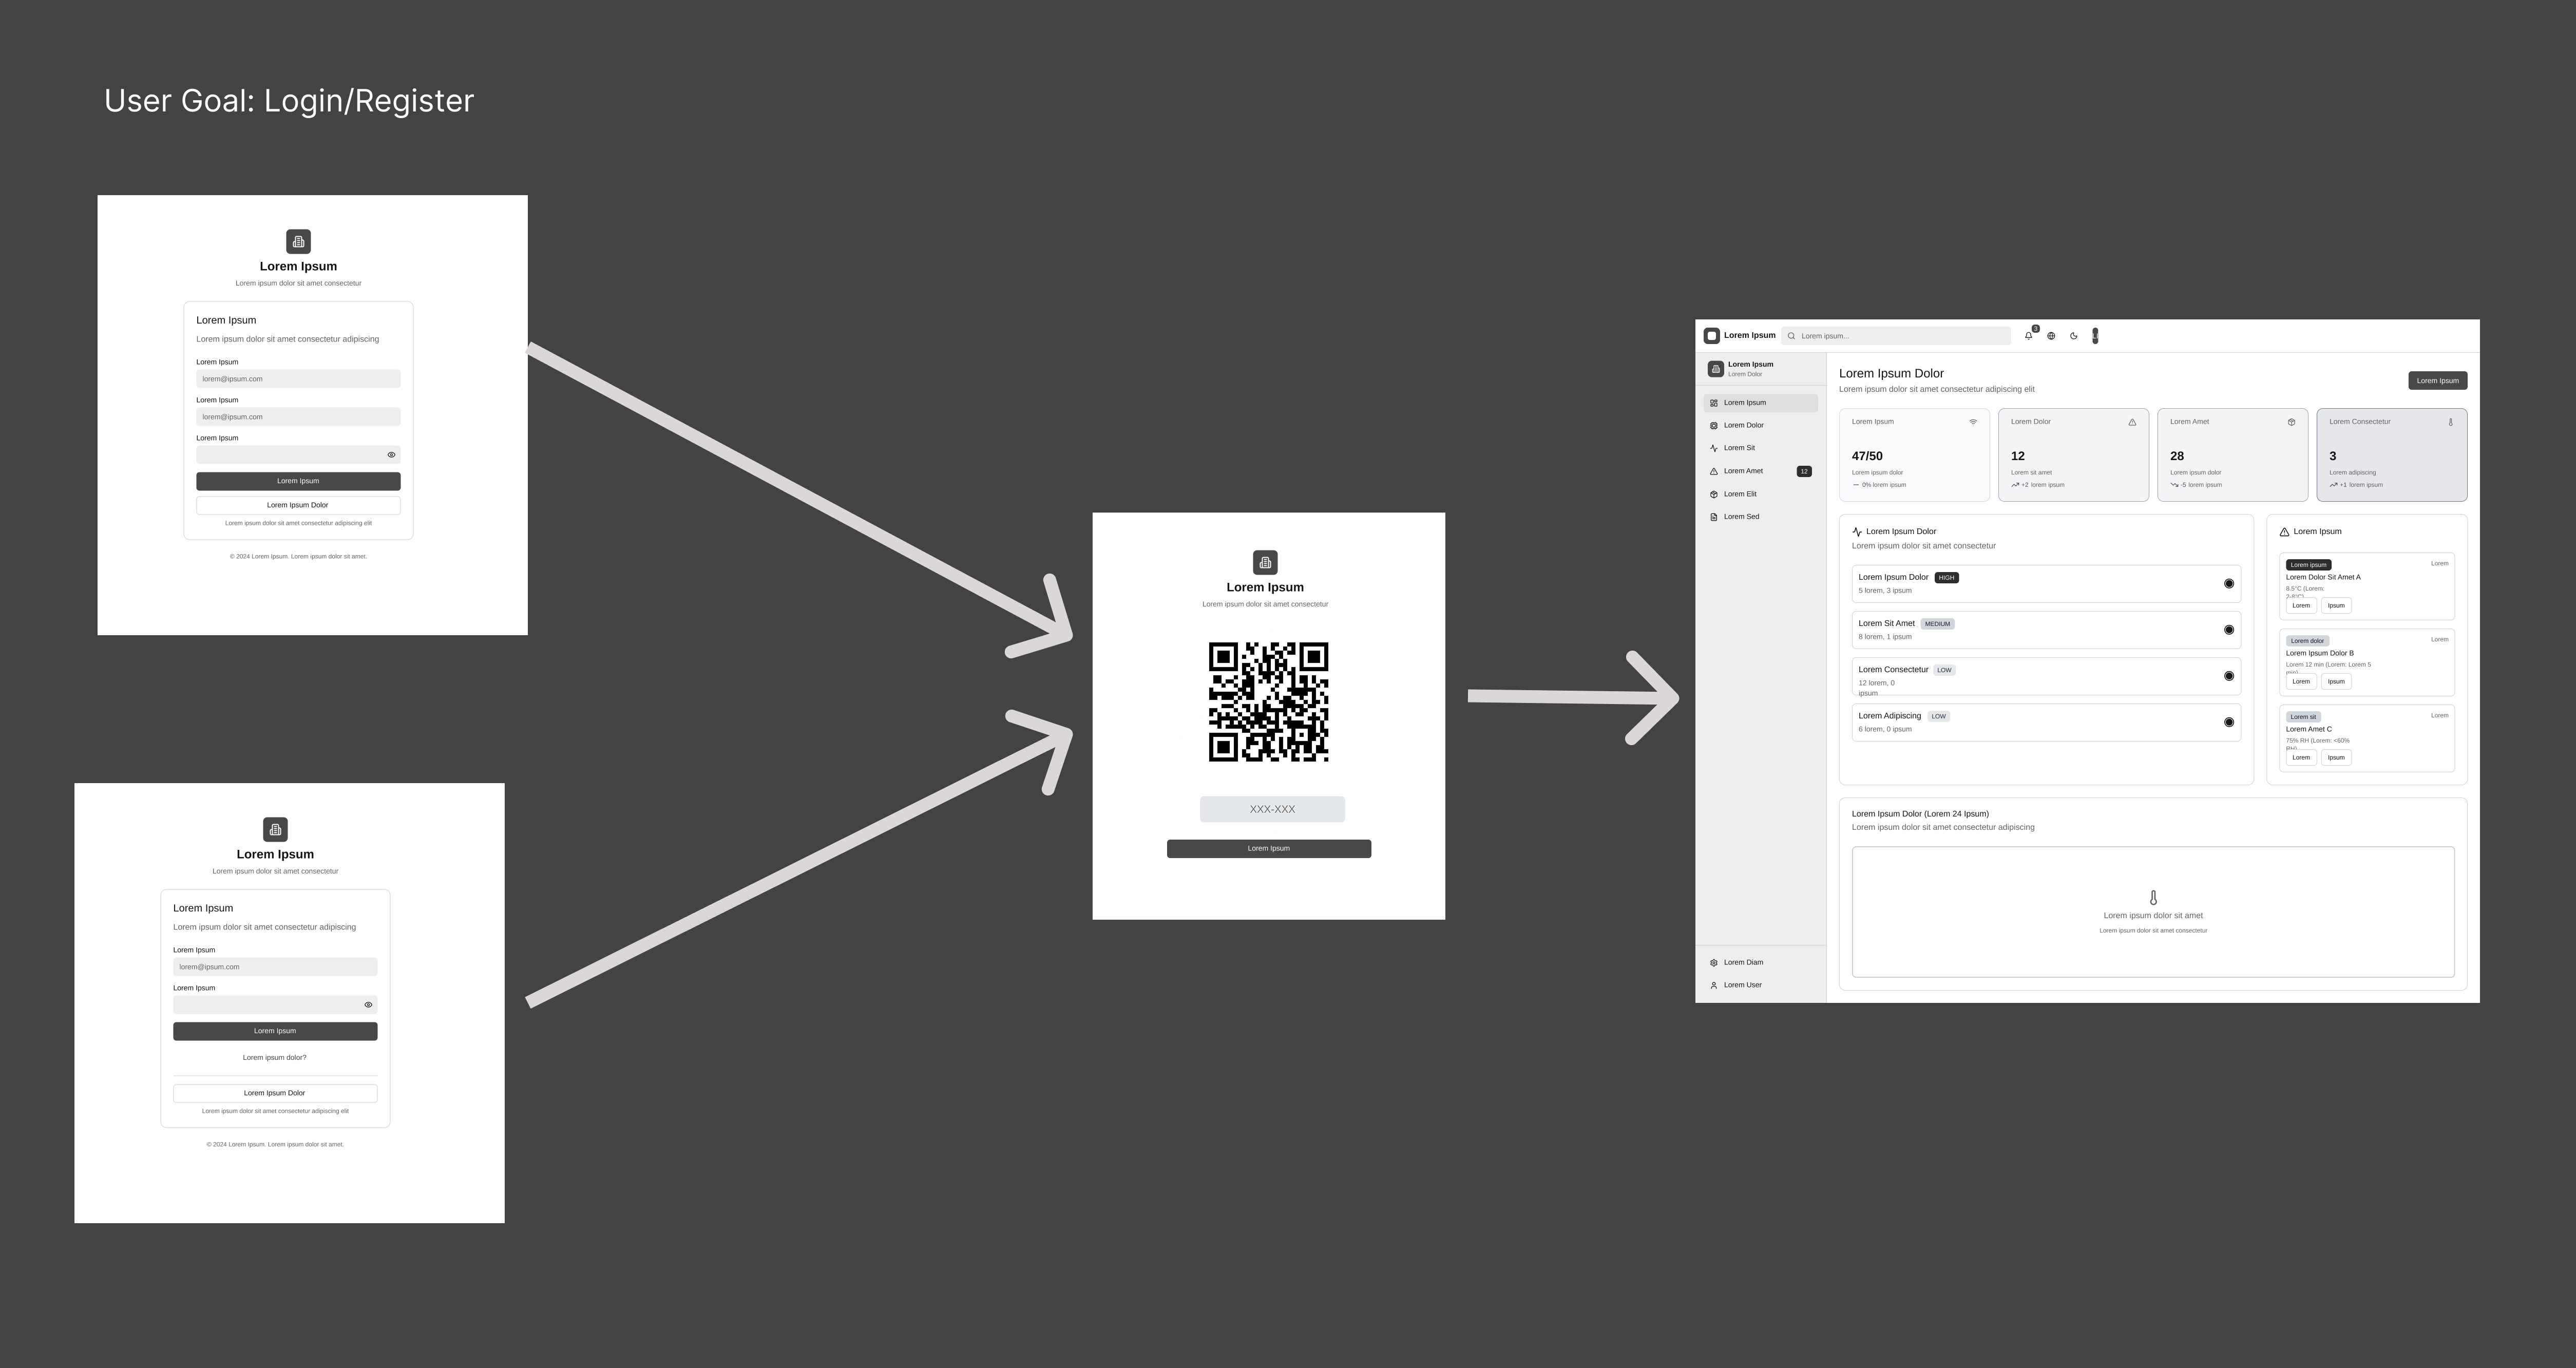 User Goal: Login/Register
Lorem Ipsum
Lorem ipsum dolor sit amet consectetur
Lorem Ipsum
Lorem ipsum dolor sit amet consectetur adipiscing
Lorem Ipsum
lorem@ipsum.com
Lorem Ipsum
lorem@ipsum.com
Lorem Ipsum
Lorem Ipsum
Lorem Ipsum Dolor
Lorem ipsum dolor sit amet consectetur adipiscing elit
© 2024 Lorem Ipsum. Lorem ipsum dolor sit amet.
Lorem Ipsum
Lorem ipsum dolor sit amet consectetur
Lorem Ipsum
Lorem ipsum dolor sit amet consectetur adipiscing
Lorem Ipsum
lorem@ipsum.com
Lorem Ipsum
Lorem Ipsum
Lorem ipsum dolor?
Lorem Ipsum Dolor
Lorem ipsum dolor sit amet consectetur adipiscing elit
© 2024 Lorem Ipsum. Lorem ipsum dolor sit amet.
Lorem Ipsum
Lorem ipsum dolor sit amet consectetur
XXX-XXX
Lorem Ipsum
Lorem Ipsum
Lorem ipsum...
3
Lorem Ipsum
Lorem Dolor
Lorem Ipsum
Lorem Dolor
Lorem Sit
Lorem Amet
12
Lorem Elit
Lorem Sed
Lorem Diam
Lorem User
Lorem Ipsum Dolor
Lorem ipsum dolor sit amet consectetur adipiscing elit
Lorem Ipsum
Lorem Ipsum
47/50
Lorem ipsum dolor
0% lorem ipsum
Lorem Dolor
12
Lorem sit amet
+2 lorem ipsum
Lorem Amet
28
Lorem ipsum dolor
-5 lorem ipsum
Lorem Consectetur
3
Lorem adipiscing
+1 lorem ipsum
Lorem Ipsum Dolor
Lorem ipsum dolor sit amet consectetur
Lorem Ipsum Dolor HIGH
5 lorem, 3 ipsum
Lorem Sit Amet MEDIUM
8 lorem, 1 ipsum
Lorem Consectetur LOW
12 lorem, 0
ipsum
Lorem Adipiscing LOW
6 lorem, 0 ipsum
Lorem Ipsum
Lorem ipsum
Lorem
Lorem Dolor Sit Amet A
8.5°C (Lorem:
2-8°C)
Lorem
Ipsum
Lorem dolor
Lorem
Lorem Ipsum Dolor B
Lorem 12 min (Lorem: Lorem 5
Lorem
Ipsum
Lorem sit
Lorem
Lorem Amet C
75% RH (Lorem: <60%
RH)
Lorem
Ipsum
Lorem Ipsum Dolor (Lorem 24 Ipsum)
Lorem ipsum dolor sit amet consectetur adipiscing
Lorem ipsum dolor sit amet
Lorem ipsum dolor sit amet consectetur